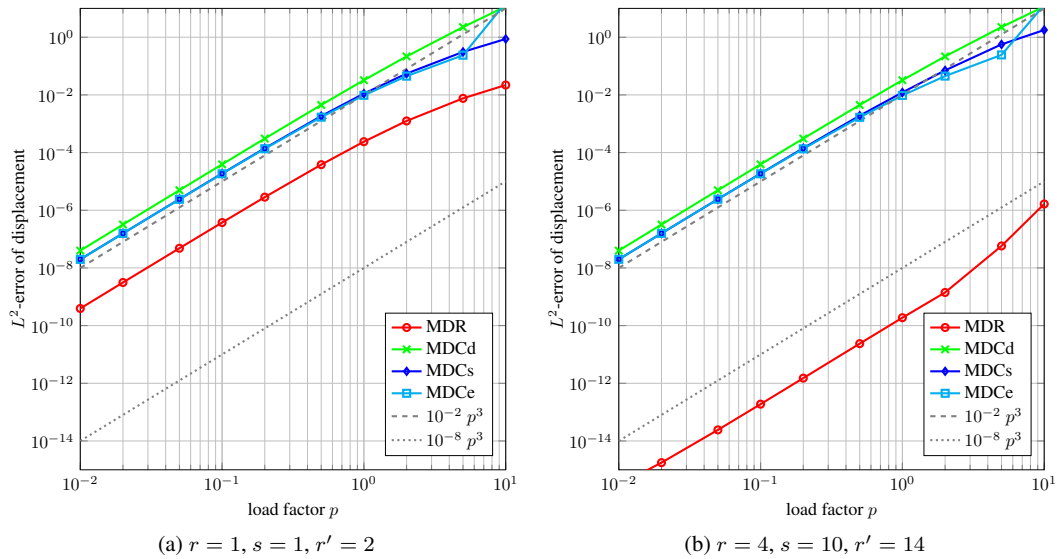 10^0
10^−2
10^−4
10^−6
10^−8
10^−10
10^−12
10^−14
L^2-error of displacement
10^−2
10^−1
10^0
10^1
load factor p
MDR
MDCd
MDCs
MDCe
10^−2 p^3
10^−8 p^3
(a) r = 1, s = 1, r′ = 2
10^0
10^−2
10^−4
10^−6
10^−8
10^−10
10^−12
10^−14
L^2-error of displacement
10^−2
10^−1
10^0
10^1
load factor p
MDR
MDCd
MDCs
MDCe
10^−2 p^3
10^−8 p^3
(b) r = 4, s = 10, r′ = 14